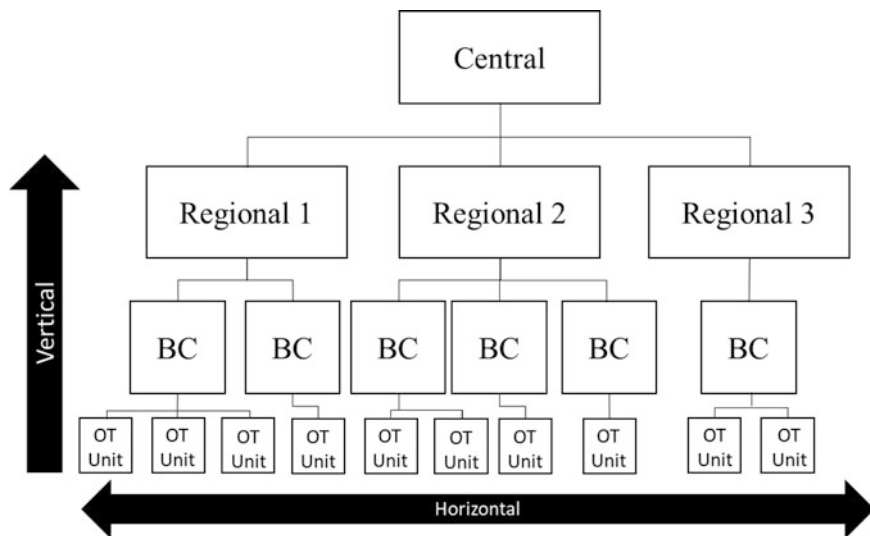 Central
Regional 1
Regional 2
Regional 3
Vertical
BC
BC
BC
BC
BC
BC
OT
Unit
OT
Unit
OT
Unit
OT
Unit
OT
Unit
OT
Unit
OT
Unit
OT
Unit
OT
Unit
OT
Unit
Horizontal